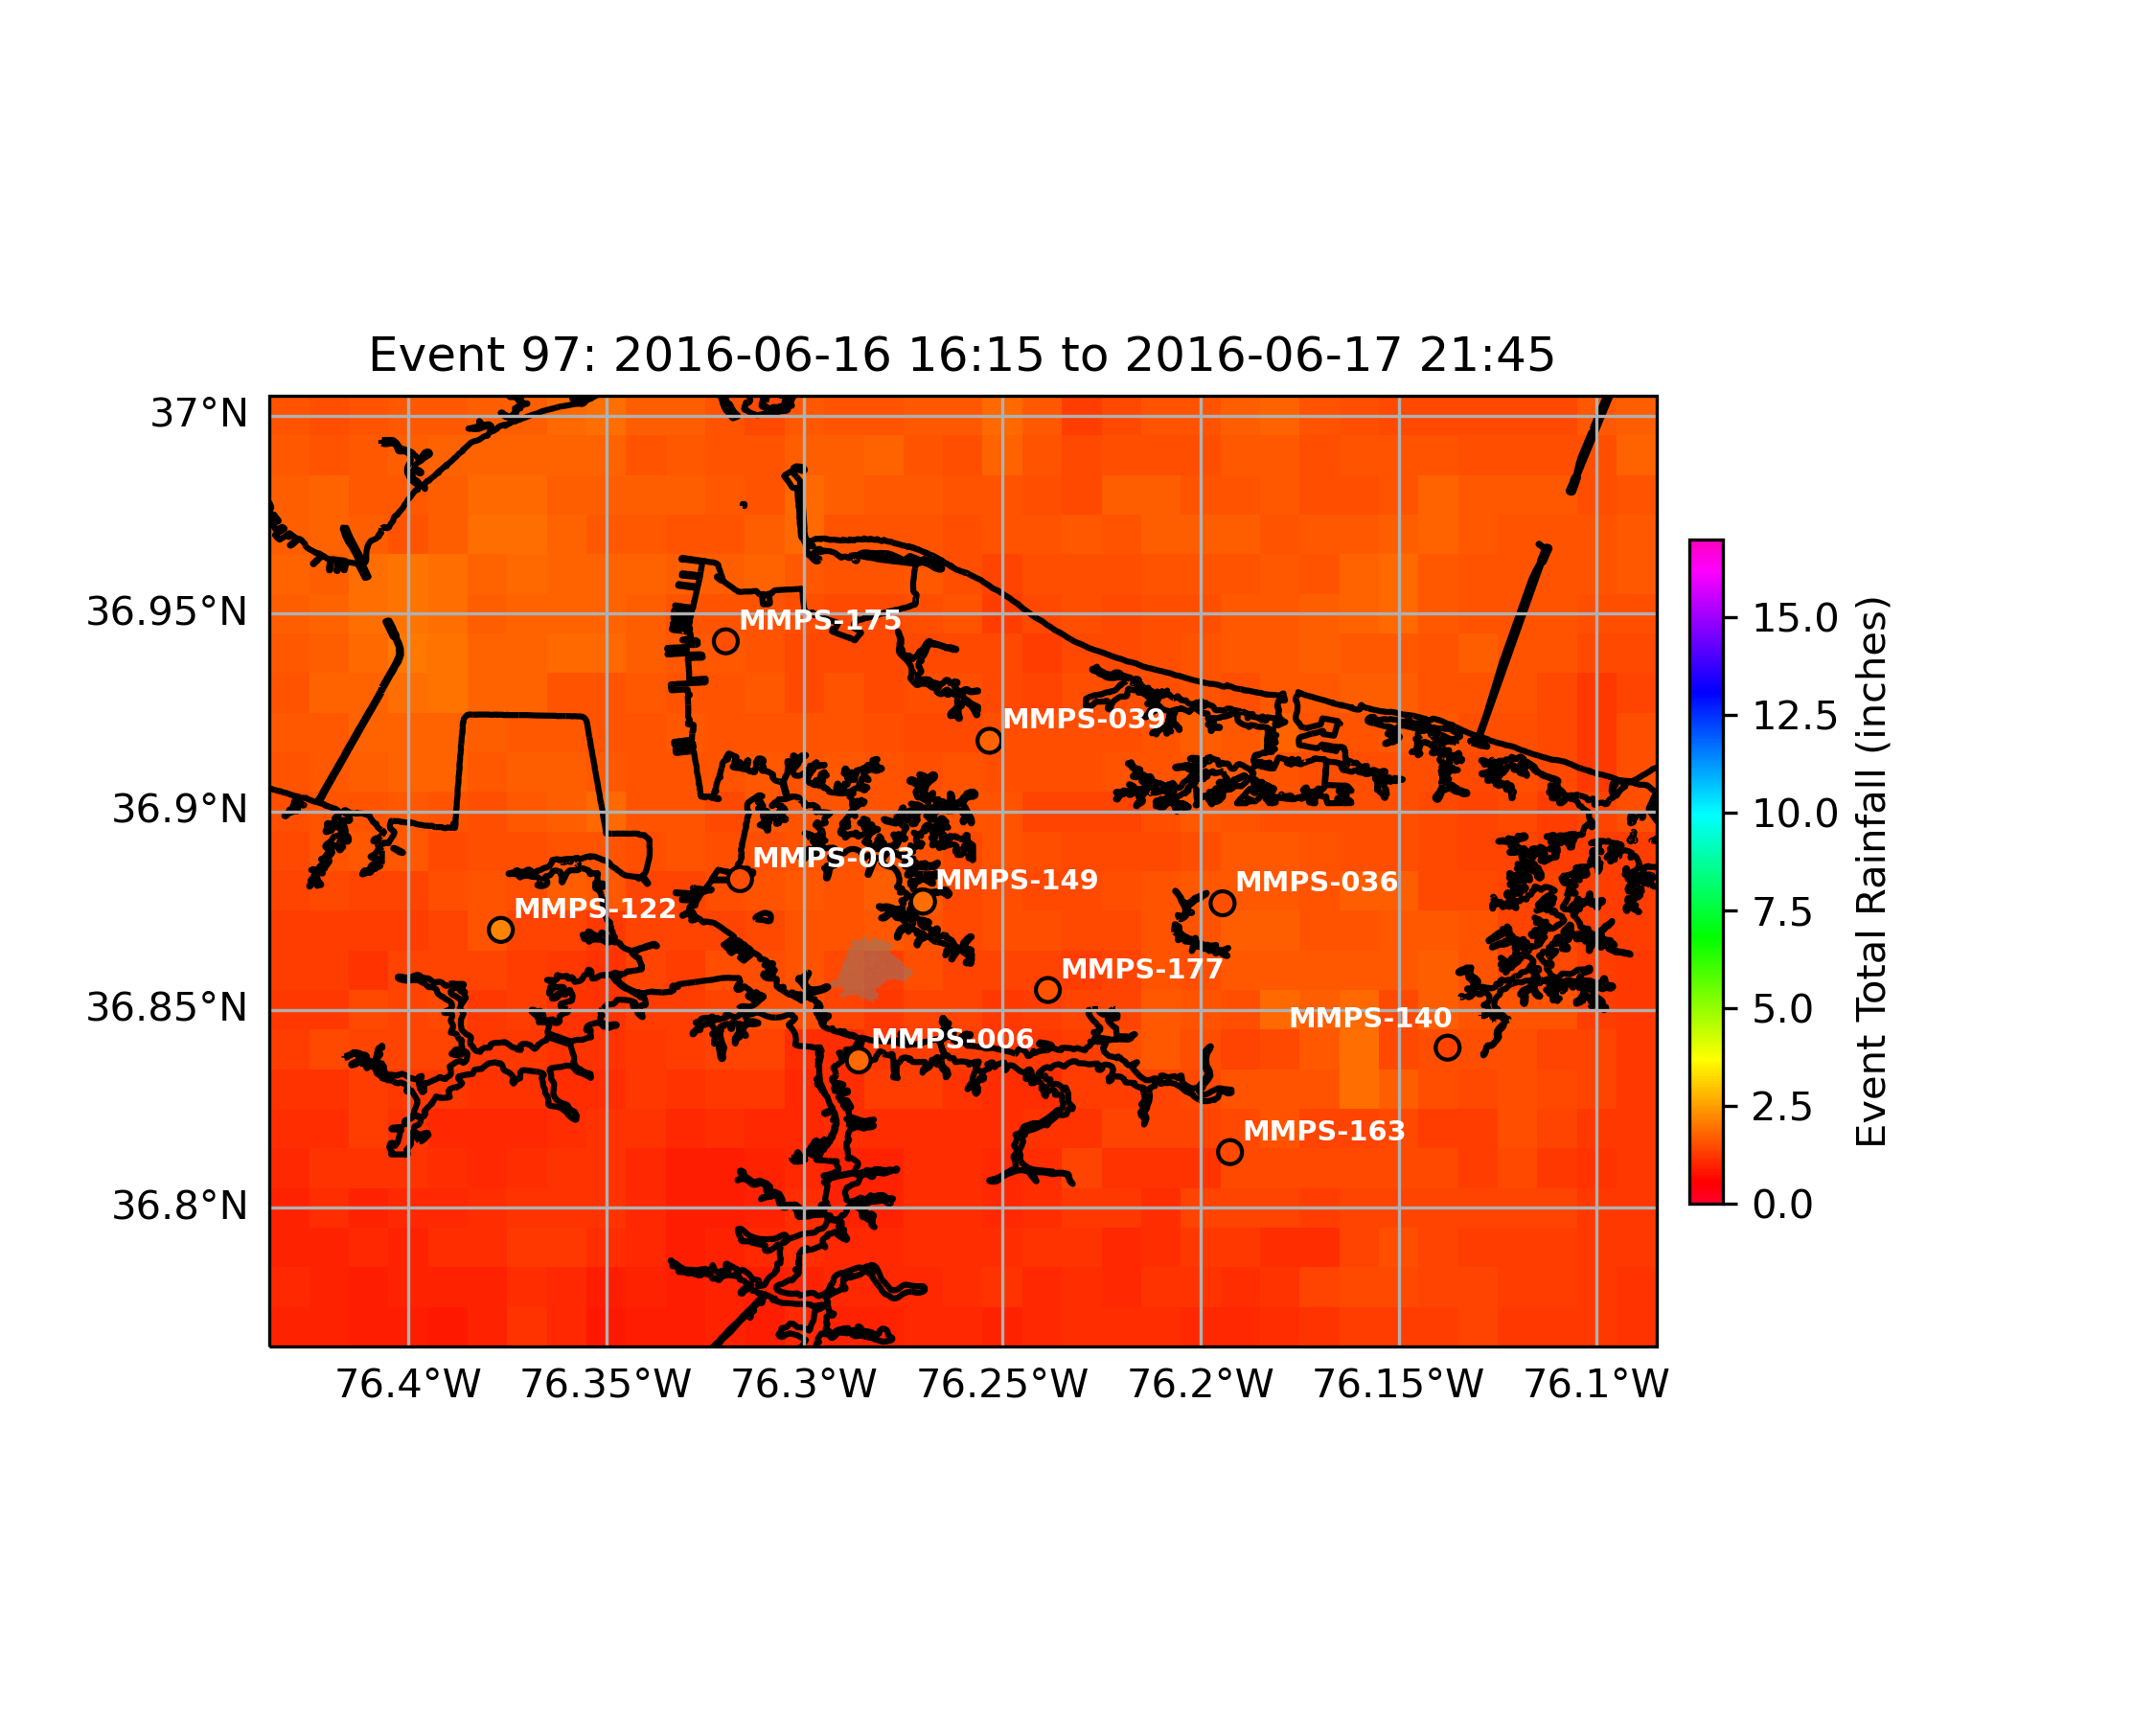 Event 97: 2016-06-16 16:15 to 2016-06-17 21:45
37°N
36.95°N
36.9°N
36.85°N
36.8°N
MMPS-175
MMPS-039
MMPS-003
MMPS-149
MMPS-036
MMPS-122
MMPS-177
MMPS-140
MMPS-006
MMPS-163
76.4°W
76.35°W
76.3°W
76.25°W
76.2°W
76.15°W
76.1°W
15.0
12.5
10.0
7.5
5.0
2.5
0.0
Event Total Rainfall (inches)